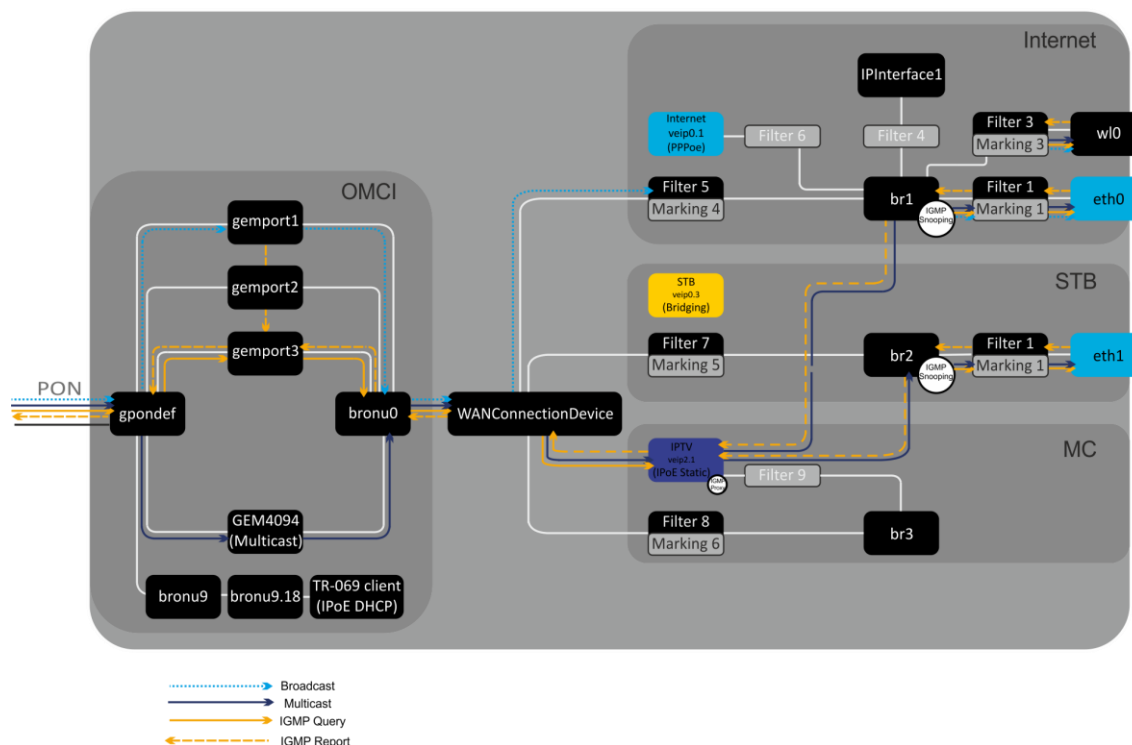 Internet
IPInterface1
Internet
veip0.1
(PPPoe)
Filter 6
Filter 4
Filter 3
Marking 3
wl0
OMCI
Filter 5
Marking 4
br1
IGMP
Snooping
Filter 1
Marking 1
eth0
gemport1
gemport2
gemport3
STB
STB
veip0.3
(Bridging)
Filter 7
Marking 5
br2
IGMP
Snooping
Filter 1
Marking 1
eth1
PON
gpondef
bronu0
WANConnectionDevice
MC
IPTV
veip2.1
(IPoE Static)
IGMP
Proxy
Filter 9
GEM4094
(Multicast)
Filter 8
Marking 6
br3
bronu9
bronu9.18
TR-069 client
(IPoE DHCP)
Broadcast
Multicast
IGMP Query
IGMP Report